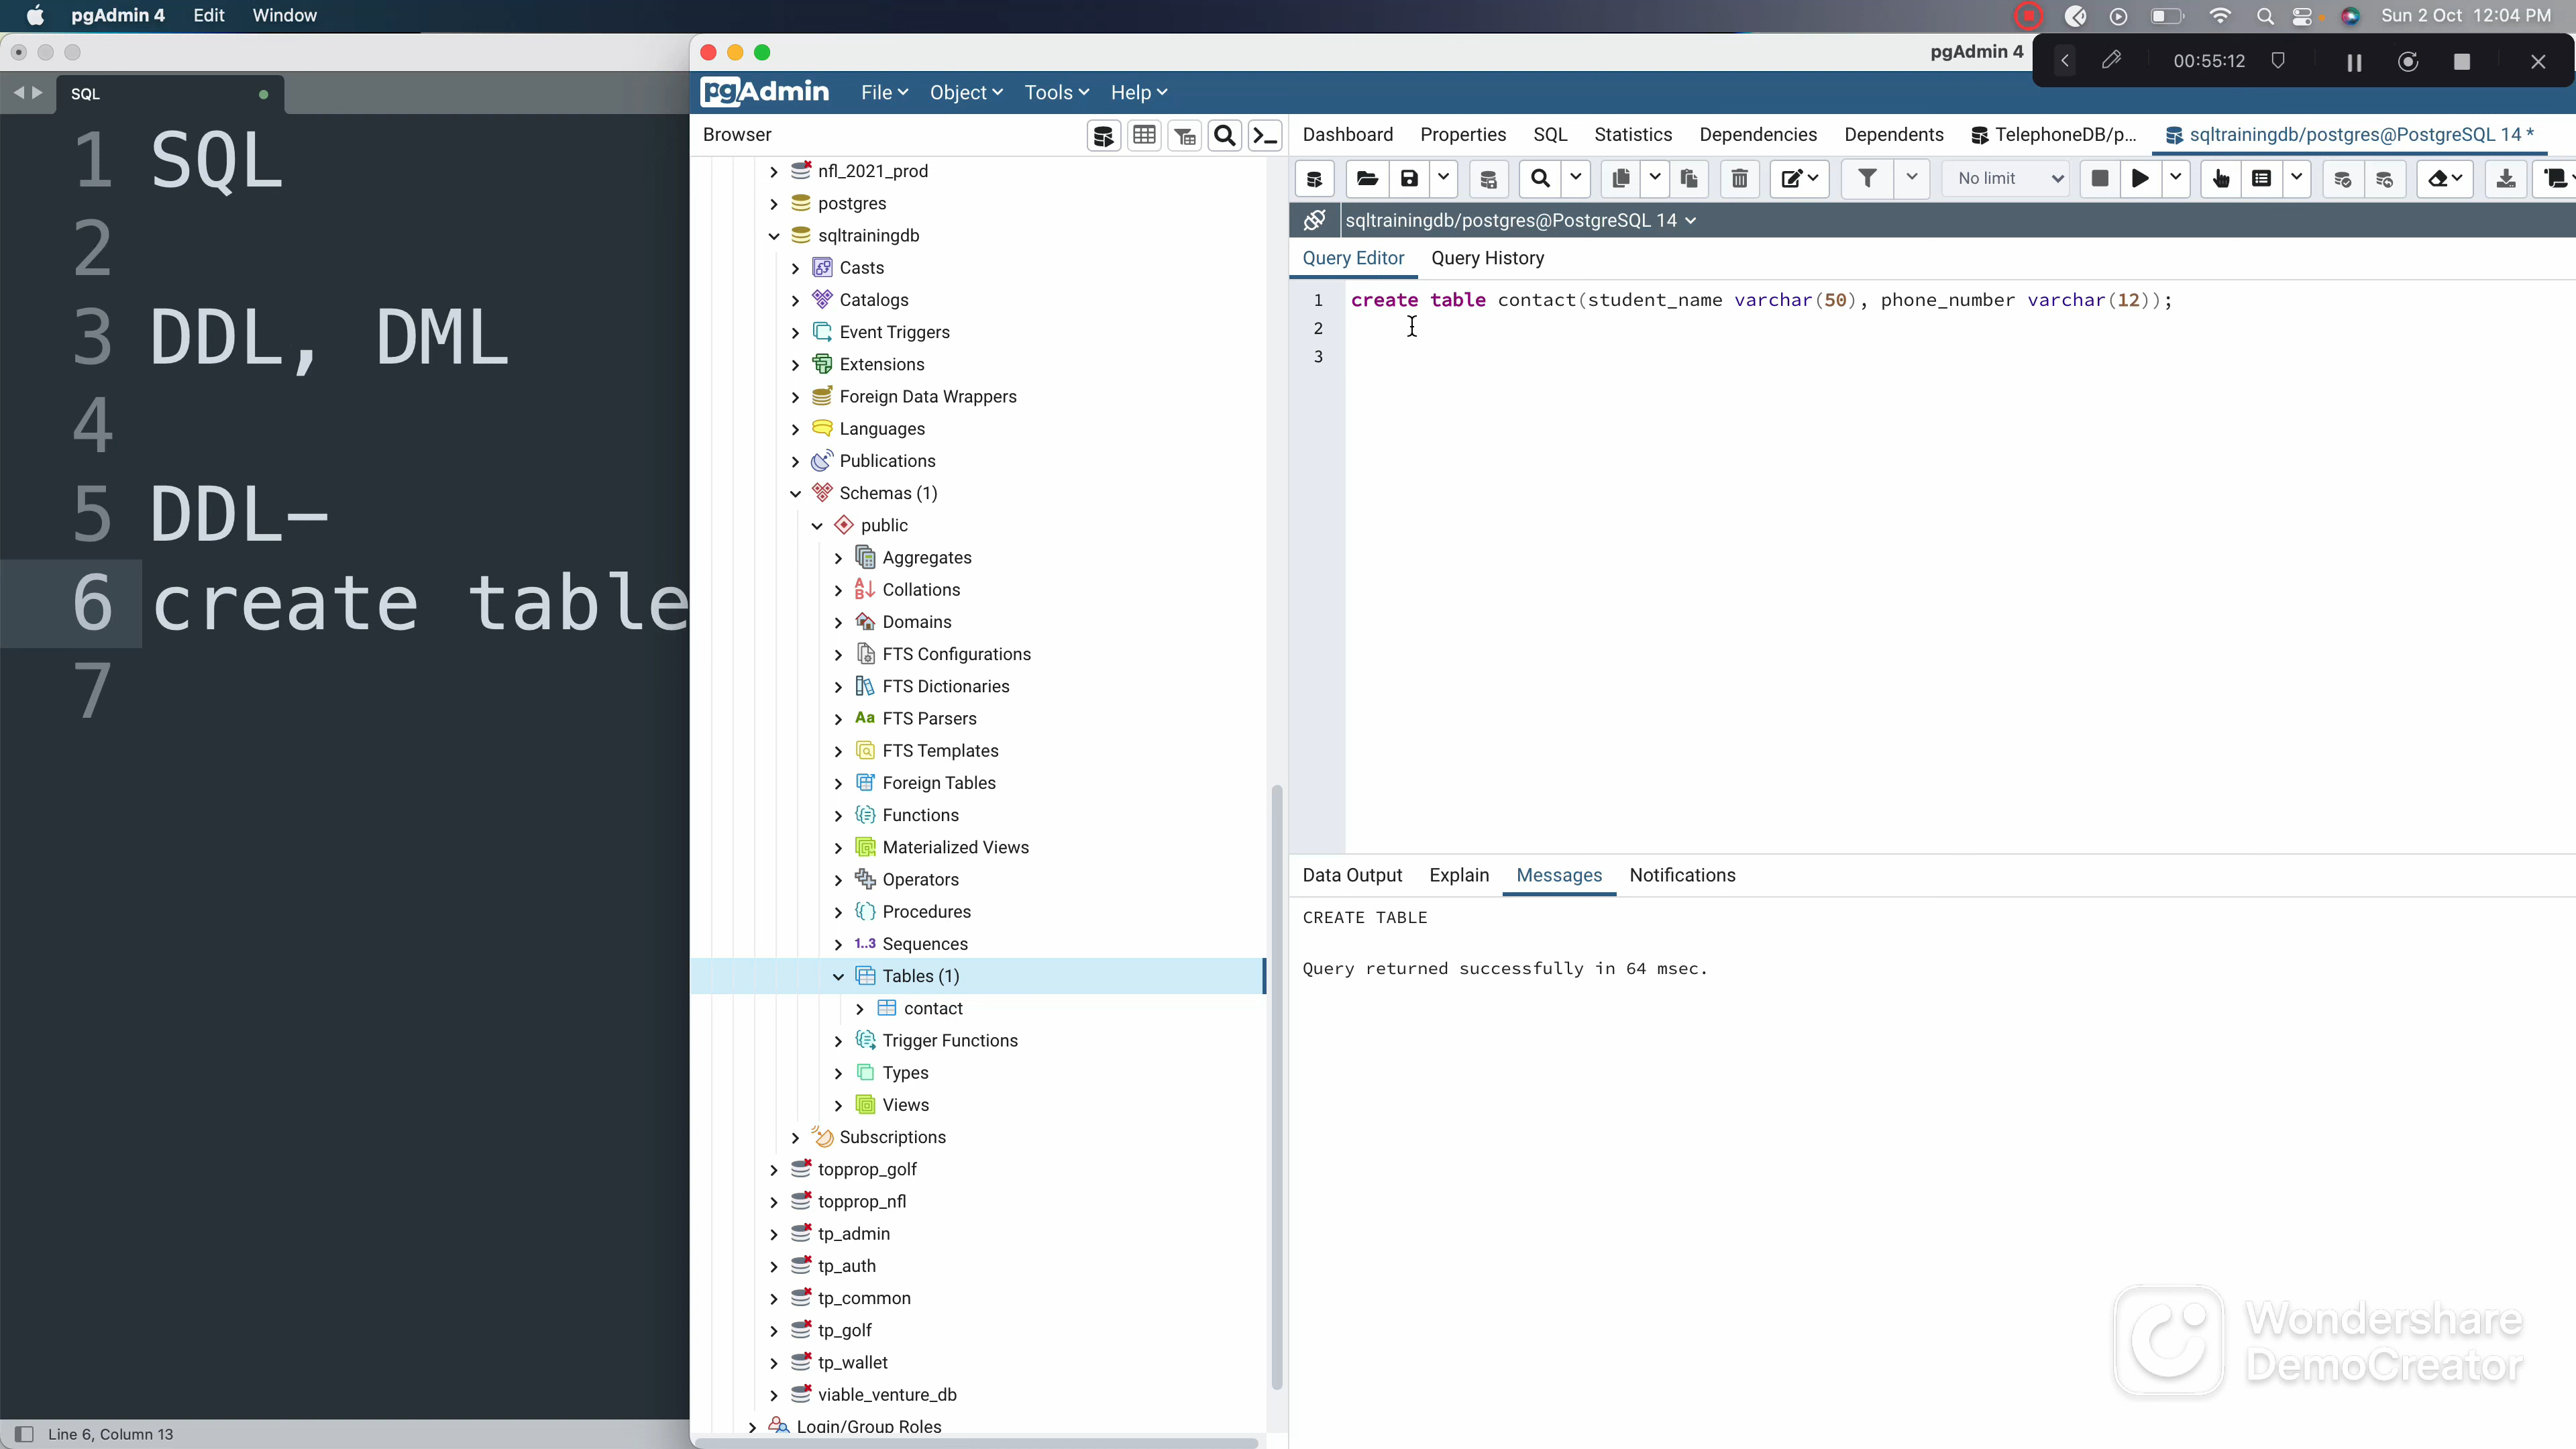 pgAdmin 4 Edit Window Sun 2 Oct 12:04 PM
pgAdmin 4
00:55:12
SQL
1 SQL
2
3 DDL, DML
4
5 DDL-
6 create table
7
Line 6, Column 13
pgAdmin File Object Tools Help
Browser
nfl_2021_prod
postgres
sqltrainingdb
Casts
Catalogs
Event Triggers
Extensions
Foreign Data Wrappers
Languages
Publications
Schemas (1)
public
Aggregates
Collations
Domains
FTS Configurations
FTS Dictionaries
Aa FTS Parsers
FTS Templates
Foreign Tables
Functions
Materialized Views
Operators
Procedures
1..3 Sequences
Tables (1)
contact
Trigger Functions
Types
Views
Subscriptions
topprop_golf
topprop_nfl
tp_admin
tp_auth
tp_common
tp_golf
tp_wallet
viable_venture_db
Login/Group Roles
Dashboard Properties SQL Statistics Dependencies Dependents TelephoneDB/p... sqltrainingdb/postgres@PostgreSQL 14 *
No limit
sqltrainingdb/postgres@PostgreSQL 14
Query Editor Query History
1 create table contact(student_name varchar(50), phone_number varchar(12));
2
3
Data Output Explain Messages Notifications
CREATE TABLE
Query returned successfully in 64 msec.
Wondershare
DemoCreator